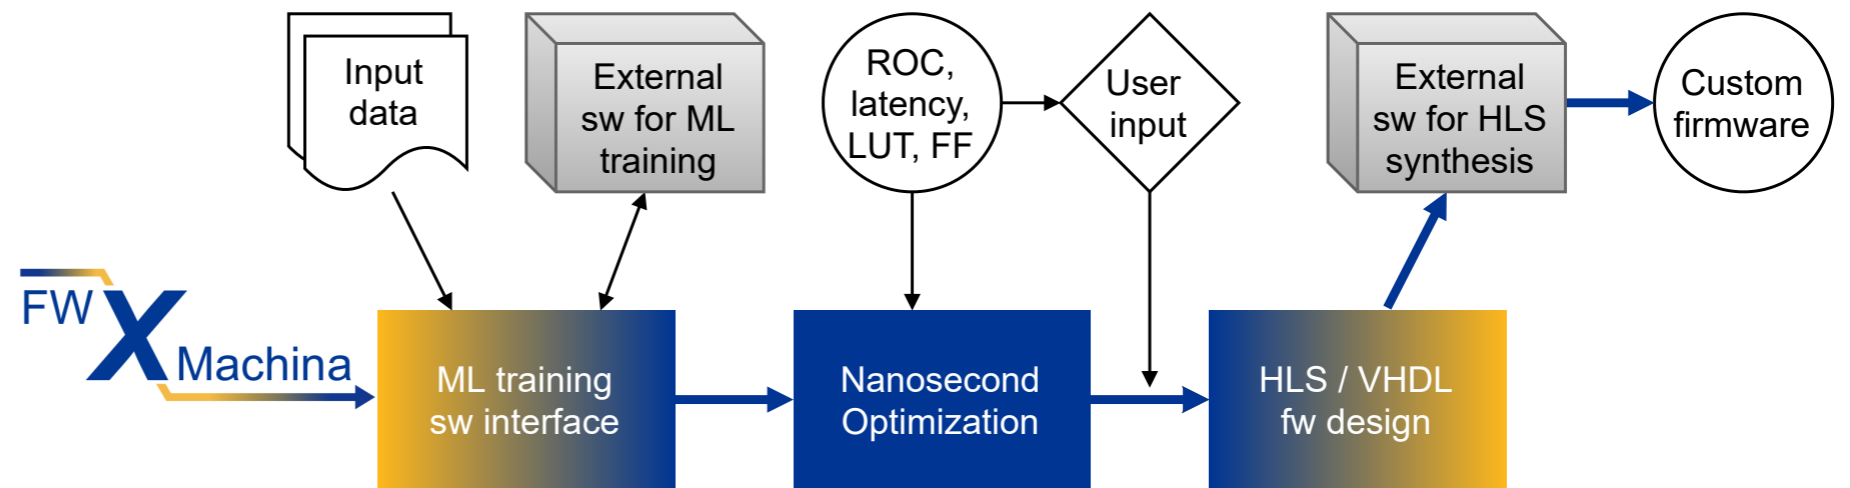 Input
data
External
sw for ML
training
ROC,
latency,
LUT, FF
User
input
External
sw for HLS
synthesis
Custom
firmware
FW
X
Machina
ML training
sw interface
Nanosecond
Optimization
HLS / VHDL
fw design